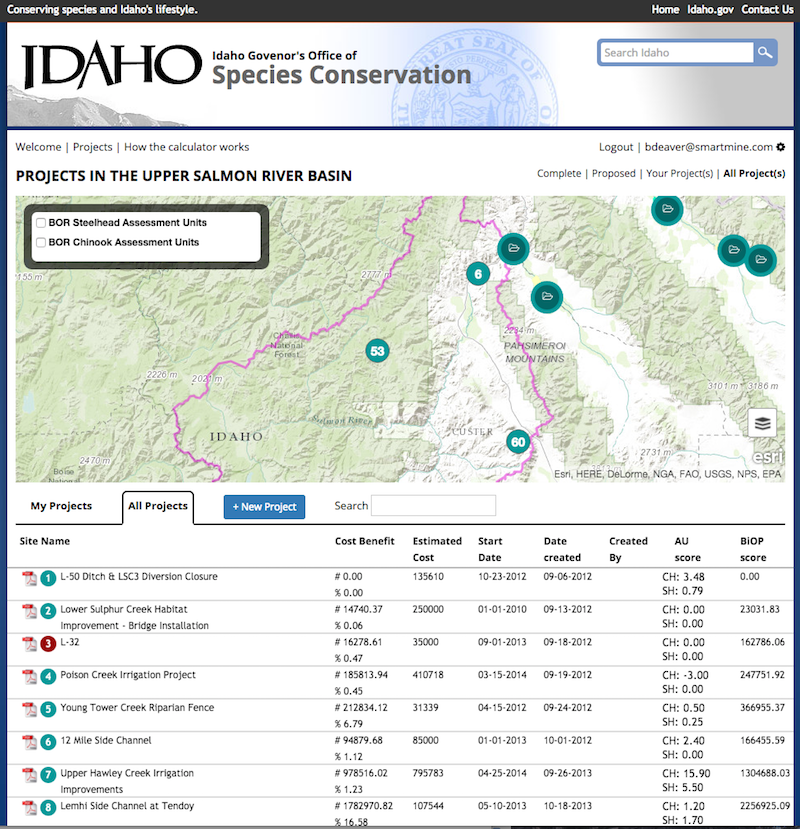 Conserving species and Idaho's lifestyle.
Home Idaho.gov Contact Us
IDAHO
Idaho Govenor's Office of
Species Conservation
Search Idaho
Welcome | Projects | How the calculator works
Logout | bdeaver@smartmine.com
PROJECTS IN THE UPPER SALMON RIVER BASIN
Complete | Proposed | Your Project(s) | All Project(s)
BOR Steelhead Assessment Units
BOR Chinook Assessment Units
155 m
2777 m
6
2234 m
PAHSIMEROI
MOUNTAINS
Challis
National
Forest
53
2226 m
2021 m
3101 m
3186 m
Salmon River
IDAHO
CUSTER
60
2470 m
2731 m
esri
Boise
National
Esri, HERE, DeLorme, NGA, FAO, USGS, NPS, EPA
My Projects
All Projects
+ New Project
Search
Site Name Cost Benefit Estimated Cost Start Date Date created Created By AU score BiOP score
1 L-50 Ditch & LSC3 Diversion Closure # 0.00 135610 10-23-2012 09-06-2012 CH: 3.48 0.00
% 0.00 SH: 0.79
2 Lower Sulphur Creek Habitat # 14740.37 250000 01-01-2010 09-13-2012 CH: 0.00 23031.83
Improvement - Bridge Installation % 0.06 SH: 0.00
3 L-32 # 16278.61 35000 09-01-2013 09-18-2012 CH: 0.00 162786.06
% 0.47 SH: 0.00
4 Poison Creek Irrigation Project # 185813.94 410718 03-15-2014 09-19-2012 CH: -3.00 247751.92
% 0.45 SH: 0.00
5 Young Tower Creek Riparian Fence # 212834.12 31339 04-15-2012 09-24-2012 CH: 0.50 366955.37
% 6.79 SH: 0.25
6 12 Mile Side Channel # 94879.68 85000 01-01-2013 10-01-2012 CH: 2.40 166455.59
% 1.12 SH: 0.00
7 Upper Hawley Creek Irrigation # 978516.02 795783 04-25-2014 09-26-2013 CH: 15.90 1304688.03
Improvements % 1.23 SH: 5.50
8 Lemhi Side Channel at Tendoy # 1782970.82 107544 05-10-2013 10-18-2013 CH: 1.20 2256925.09
% 16.58 SH: 1.70